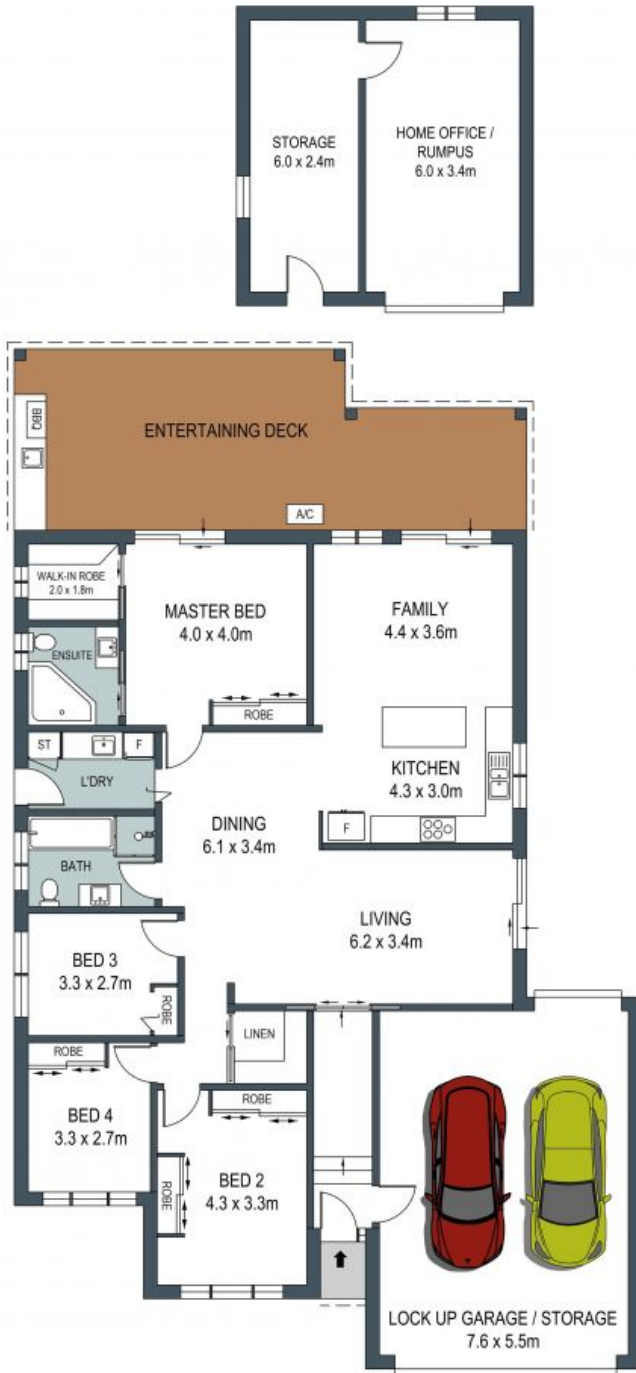 STORAGE
6.0 x 2.4m
HOME OFFICE /
RUMPUS
6.0 x 3.4m
ENTERTAINING DECK
BBQ
A/C
WALK-IN ROBE
2.0 x 1.8m
MASTER BED
4.0 x 4.0m
FAMILY
4.4 x 3.6m
ENSUITE
ROBE
ST
F
L'DRY
KITCHEN
4.3 x 3.0m
F
DINING
6.1 x 3.4m
BATH
LIVING
6.2 x 3.4m
BED 3
3.3 x 2.7m
ROBE
LINEN
ROBE
BED 4
3.3 x 2.7m
ROBE
ROBE
BED 2
4.3 x 3.3m
LOCK UP GARAGE / STORAGE
7.6 x 5.5m